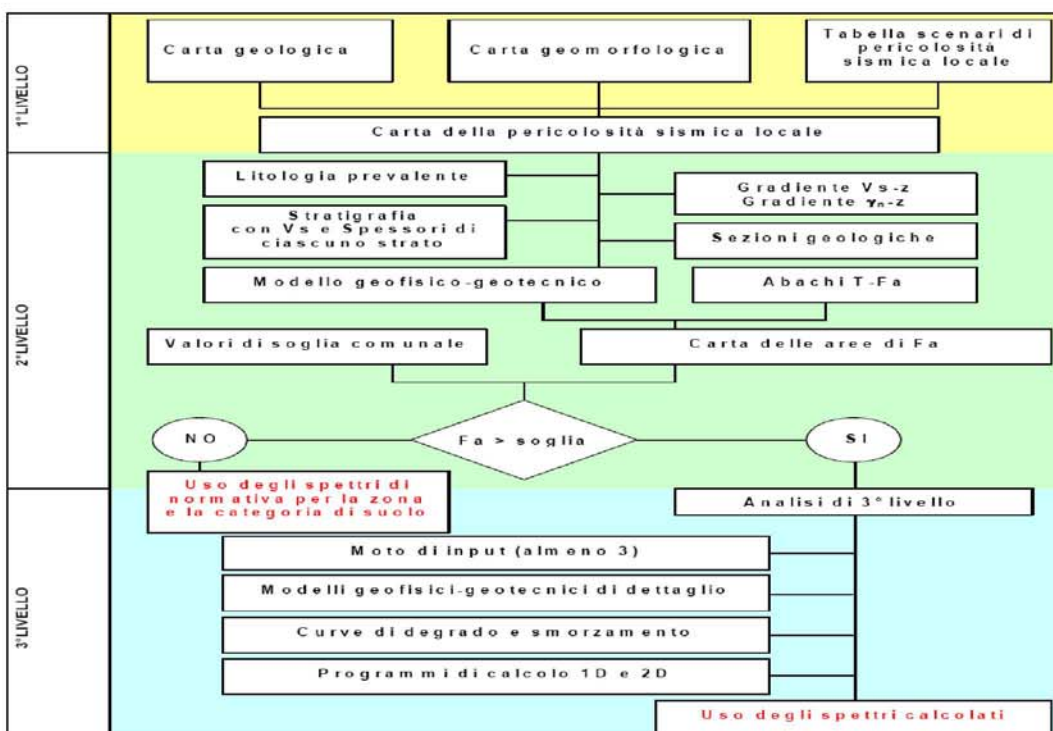 1°LIVELLO
Carta geologica
Carta geomorfologica
Tabella scenari di
pericolosità
sismica locale
Carta della pericolosità sismica locale
2°LIVELLO
Litologia prevalente
Gradiente Vs-z
Gradiente γn-z
Stratigrafia
con Vs e Spessori di
ciascuno strato
Sezioni geologiche
Modello geofisico-geotecnico
Abachi T-Fa
Valori di soglia comunale
Carta delle aree di Fa
NO
Fa > soglia
SI
Uso degli spettri di
normativa per la zona
e la categoria di suolo
Analisi di 3° livello
3°LIVELLO
Moto di input (almeno 3)
Modelli geofisici-geotecnici di dettaglio
Curve di degrado e smorzamento
Programmi di calcolo 1D e 2D
Uso degli spettri calcolati